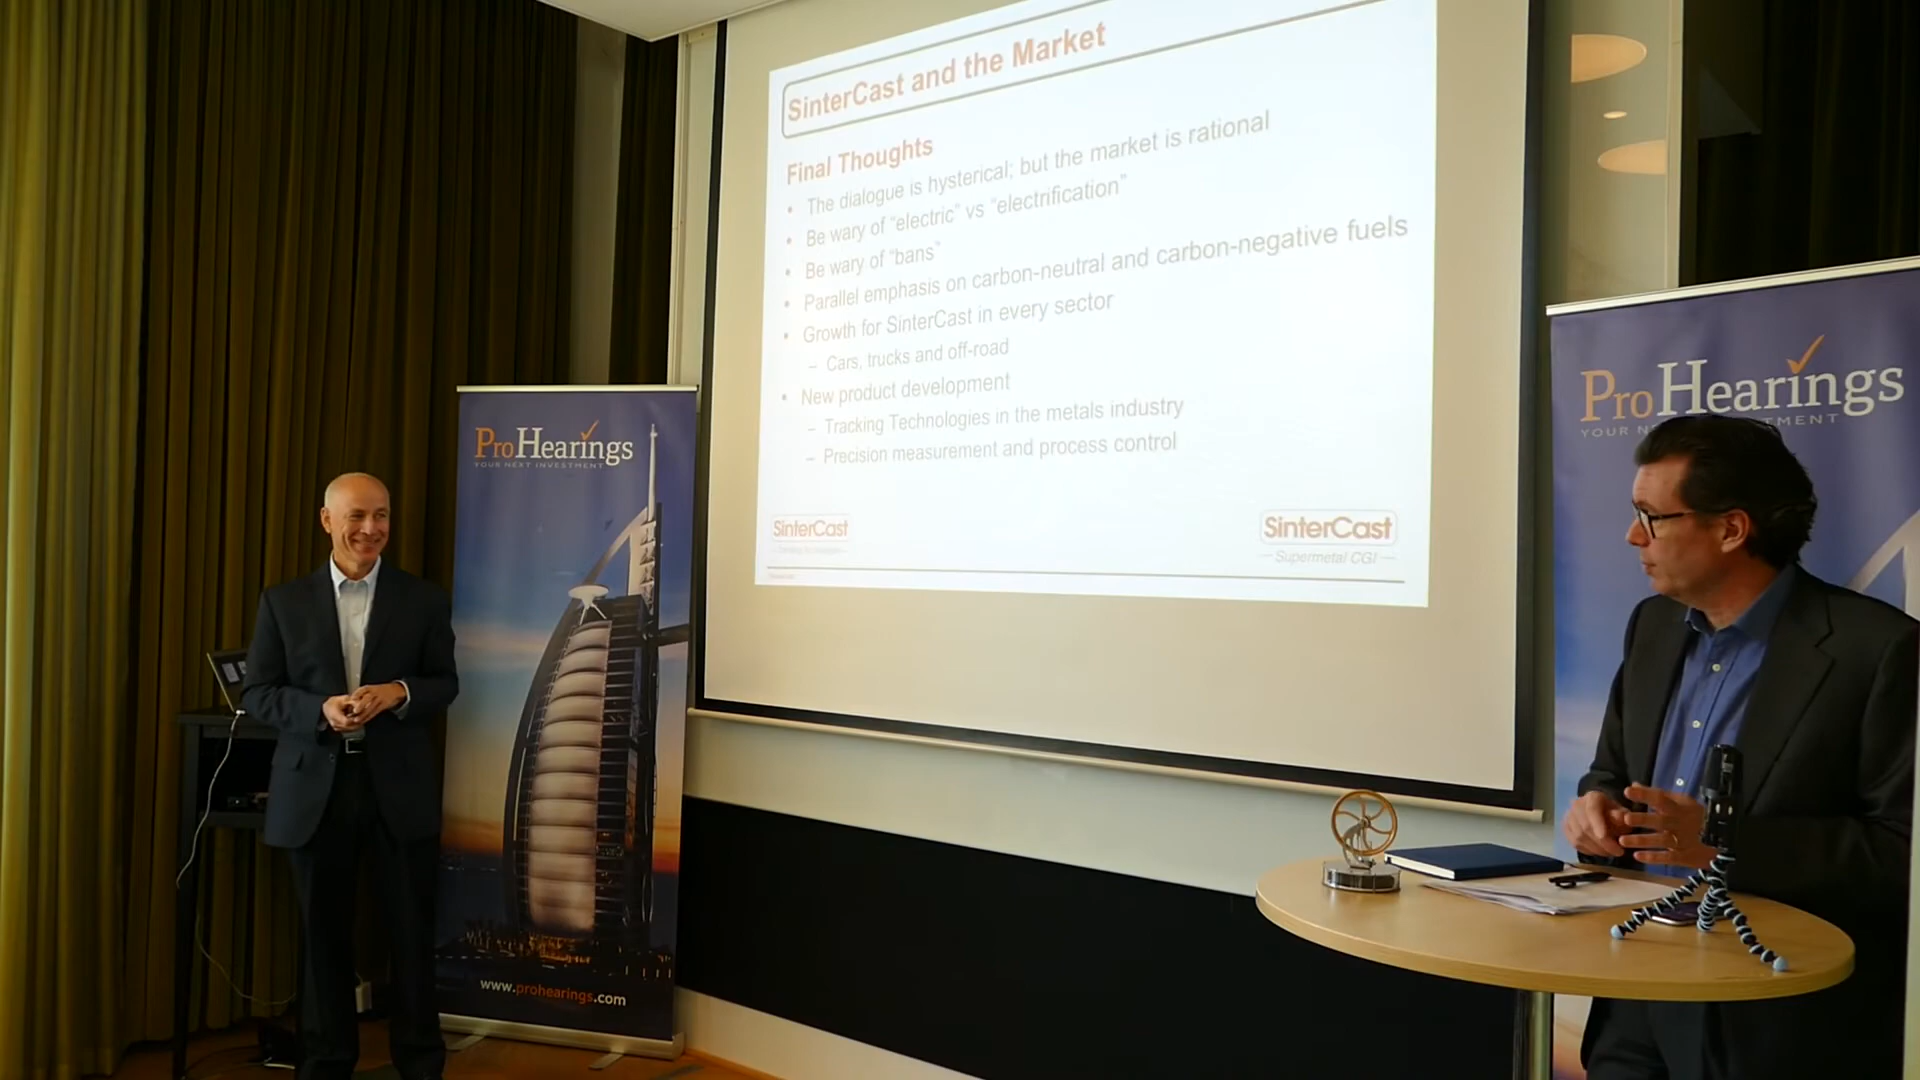 SinterCast and the Market
Final Thoughts
• The dialogue is hysterical; but the market is rational
• Be wary of “electric” vs “electrification”
• Be wary of “bans”
• Parallel emphasis on carbon-neutral and carbon-negative fuels
• Growth for SinterCast in every sector
– Cars, trucks and off-road
• New product development
– Tracking Technologies in the metals industry
– Precision measurement and process control
SinterCast
SinterCast
Supermetal CGI
ProHearings
YOUR NEXT INVESTMENT
www.prohearings.com
ProHearings
YOUR